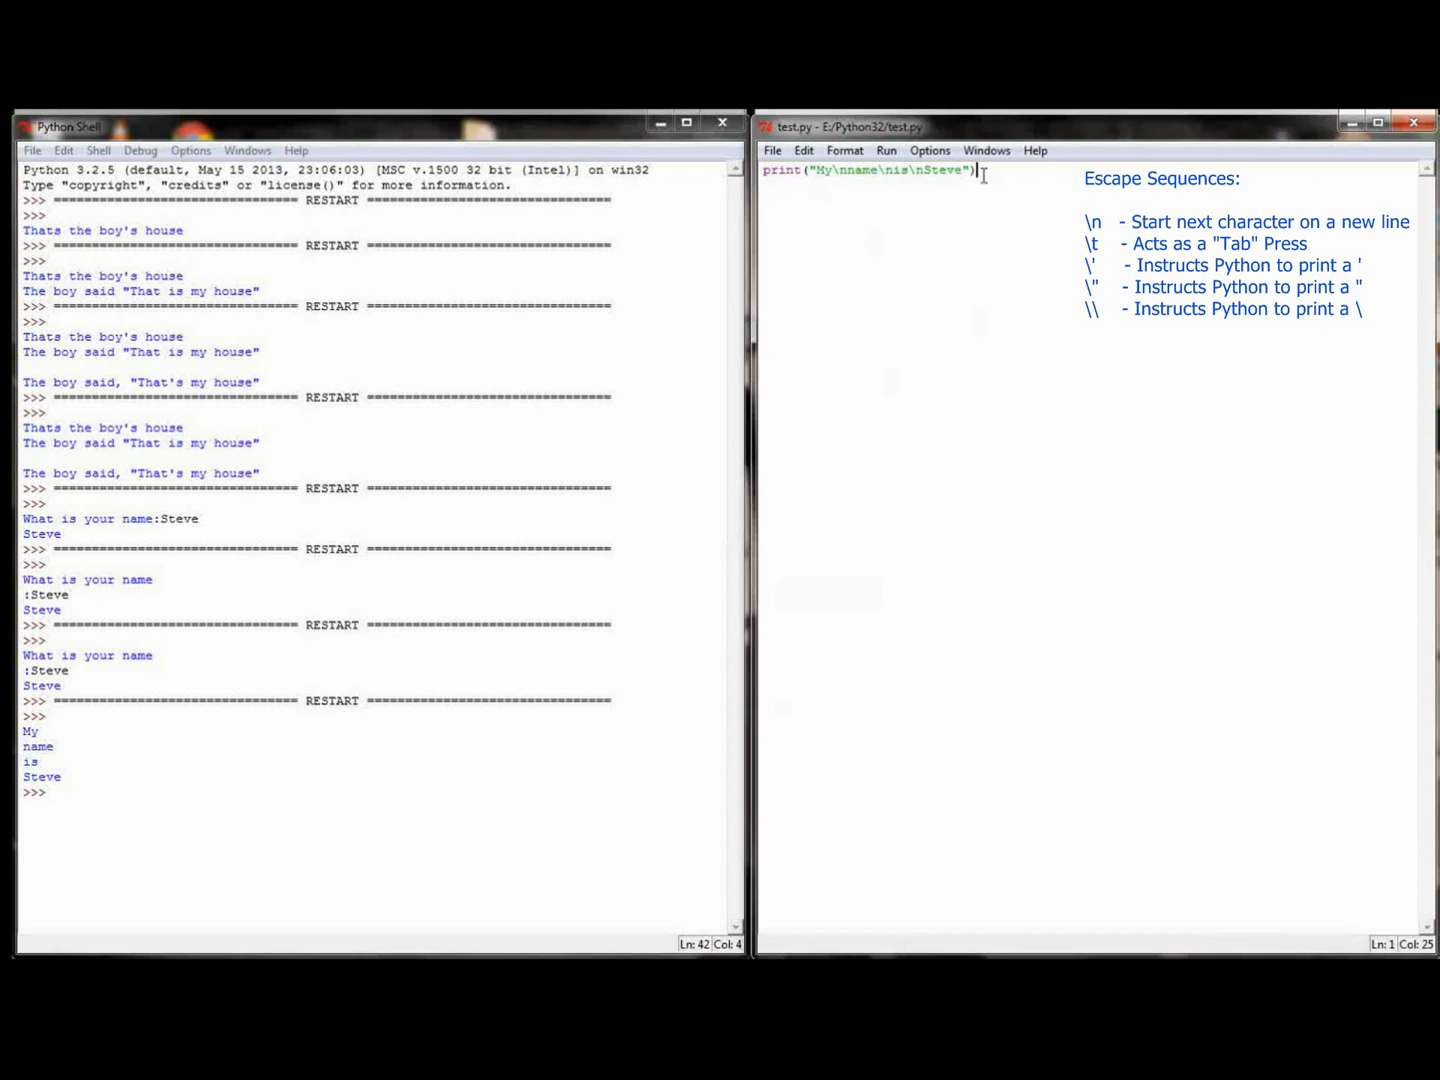 Python Shell
File Edit Shell Debug Options Windows Help
Python 3.2.5 (default, May 15 2013, 23:06:03) [MSC v.1500 32 bit (Intel)] on win32
Type "copyright", "credits" or "license()" for more information.
>>> ================================ RESTART ================================
>>>
Thats the boy's house
>>> ================================ RESTART ================================
>>>
Thats the boy's house
The boy said "That is my house"
>>> ================================ RESTART ================================
>>>
Thats the boy's house
The boy said "That is my house"
The boy said, "That's my house"
>>> ================================ RESTART ================================
>>>
Thats the boy's house
The boy said "That is my house"
The boy said, "That's my house"
>>> ================================ RESTART ================================
>>>
What is your name:Steve
Steve
>>> ================================ RESTART ================================
>>>
What is your name
:Steve
Steve
>>> ================================ RESTART ================================
>>>
What is your name
:Steve
Steve
>>> ================================ RESTART ================================
>>>
My
name
is
Steve
>>>
Ln: 42 Col: 4
test.py - E:/Python32/test.py
File Edit Format Run Options Windows Help
print("My\nname\nis\nSteve")
Escape Sequences:
\n - Start next character on a new line
\t - Acts as a "Tab" Press
\' - Instructs Python to print a '
\" - Instructs Python to print a "
\\ - Instructs Python to print a \
Ln: 1 Col: 25